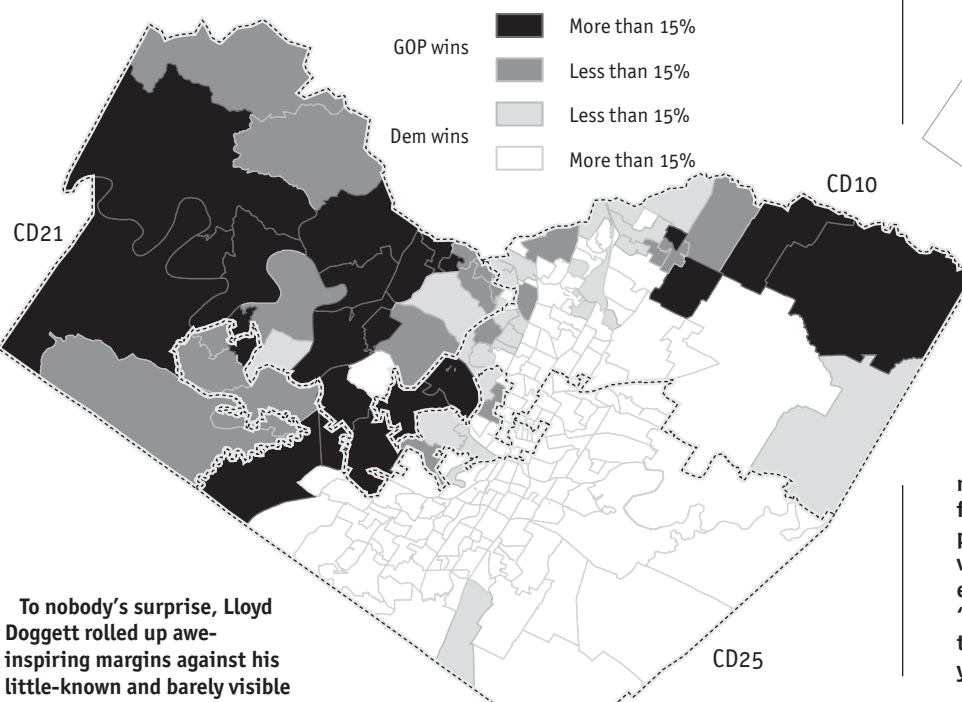 GOP wins
More than 15%
Less than 15%
Dem wins
Less than 15%
More than 15%
CD10
CD21
CD25
To nobody's surprise, Lloyd
Doggett rolled up awe-
inspiring margins against his
little-known and barely visible